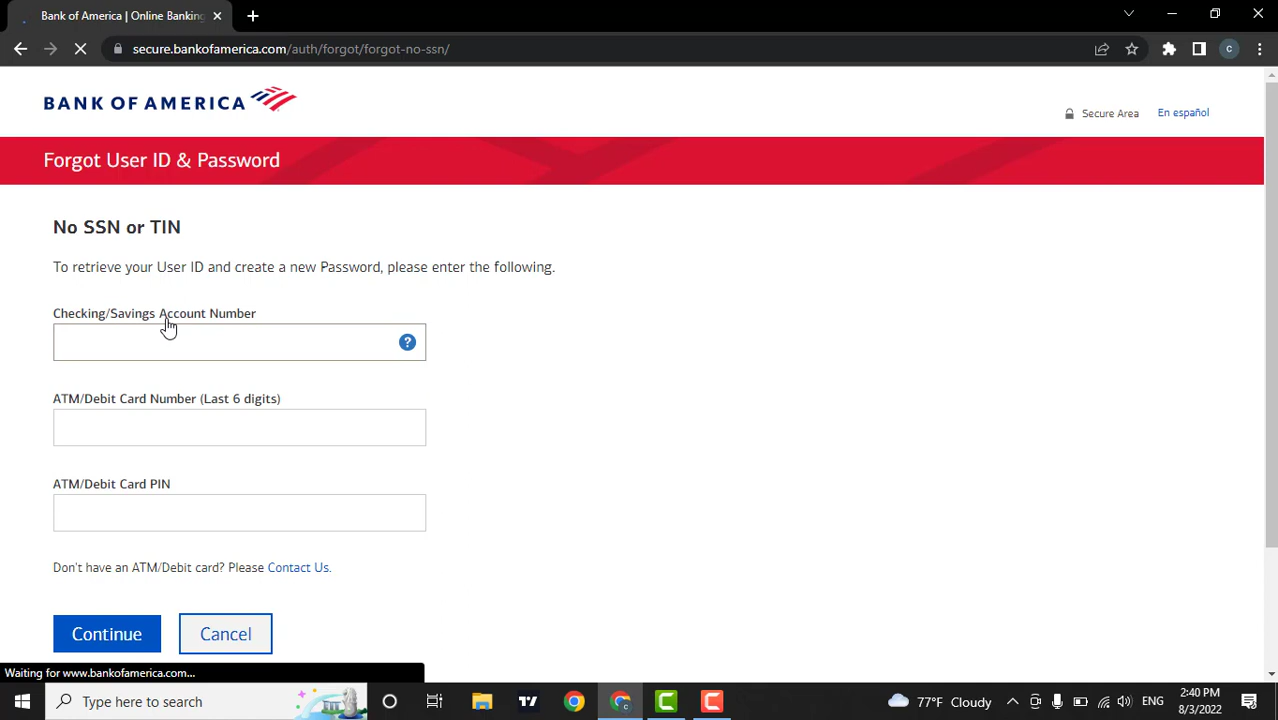 Bank of America | Online Banking
secure.bankofamerica.com/auth/forgot/forgot-no-ssn/
C
BANK OF AMERICA
Secure Area
En español
Forgot User ID & Password
No SSN or TIN
To retrieve your User ID and create a new Password, please enter the following.
Checking/Savings Account Number
?
ATM/Debit Card Number (Last 6 digits)
ATM/Debit Card PIN
Don't have an ATM/Debit card? Please Contact Us.
Continue
Cancel
Waiting for www.bankofamerica.com...
Type here to search
77°F Cloudy
ENG
2:40 PM
8/3/2022